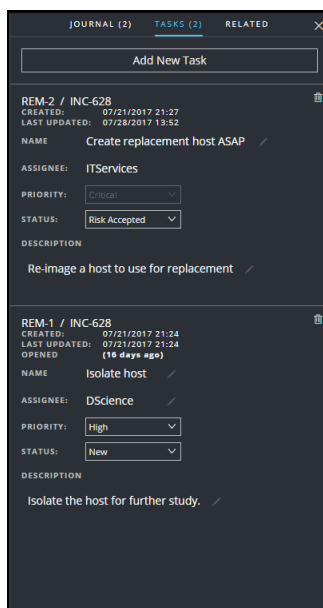 JOURNAL (2) TASKS (2) RELATED
Add New Task
REM-2 / INC-628
CREATED: 07/21/2017 21:27
LAST UPDATED: 07/28/2017 13:52
NAME Create replacement host ASAP
ASSIGNEE: ITServices
PRIORITY: Critical
STATUS: Risk Accepted
DESCRIPTION
Re-image a host to use for replacement
REM-1 / INC-628
CREATED: 07/21/2017 21:24
LAST UPDATED: 07/21/2017 21:24
OPENED (16 days ago)
NAME Isolate host
ASSIGNEE: DScience
PRIORITY: High
STATUS: New
DESCRIPTION
Isolate the host for further study.